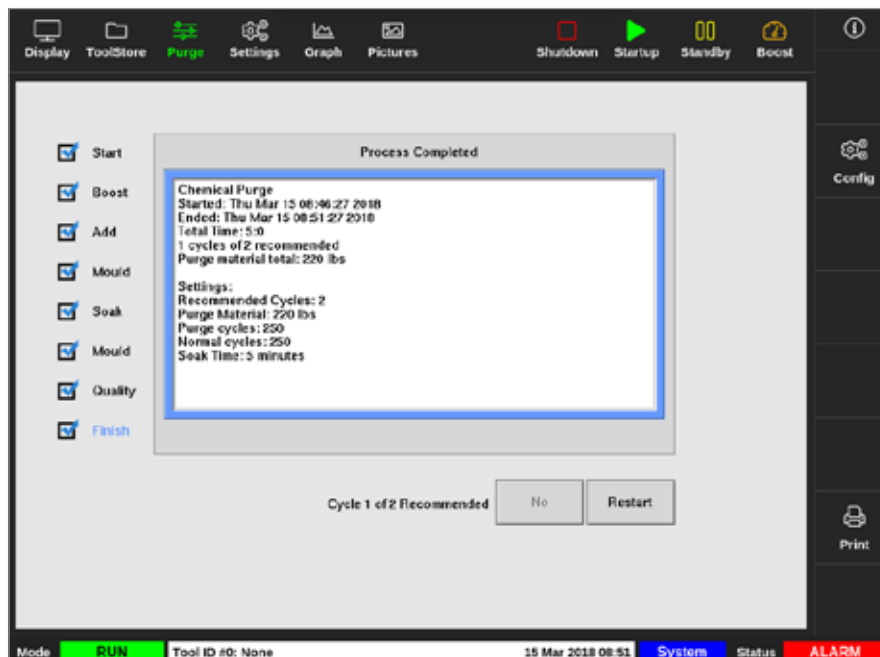 Display ToolStore Purge Settings Graph Pictures Shutdown Startup Standby Boost
Config
Print
Start
Boost
Add
Mould
Soak
Mould
Quality
Finish
Process Completed
Chemical Purge
Started: Thu Mar 15 08:46:27 2018
Ended: Thu Mar 15 08:51:27 2018
Total Time: 5:0
1 cycles of 2 recommended
Purge material total: 220 lbs
Settings:
Recommended Cycles: 2
Purge Material: 220 lbs
Purge cycles: 250
Normal cycles: 250
Soak Time: 5 minutes
Cycle 1 of 2 Recommended No Restart
Mode RUN Tool ID #0: None 15 Mar 2018 08:51 System Status ALARM